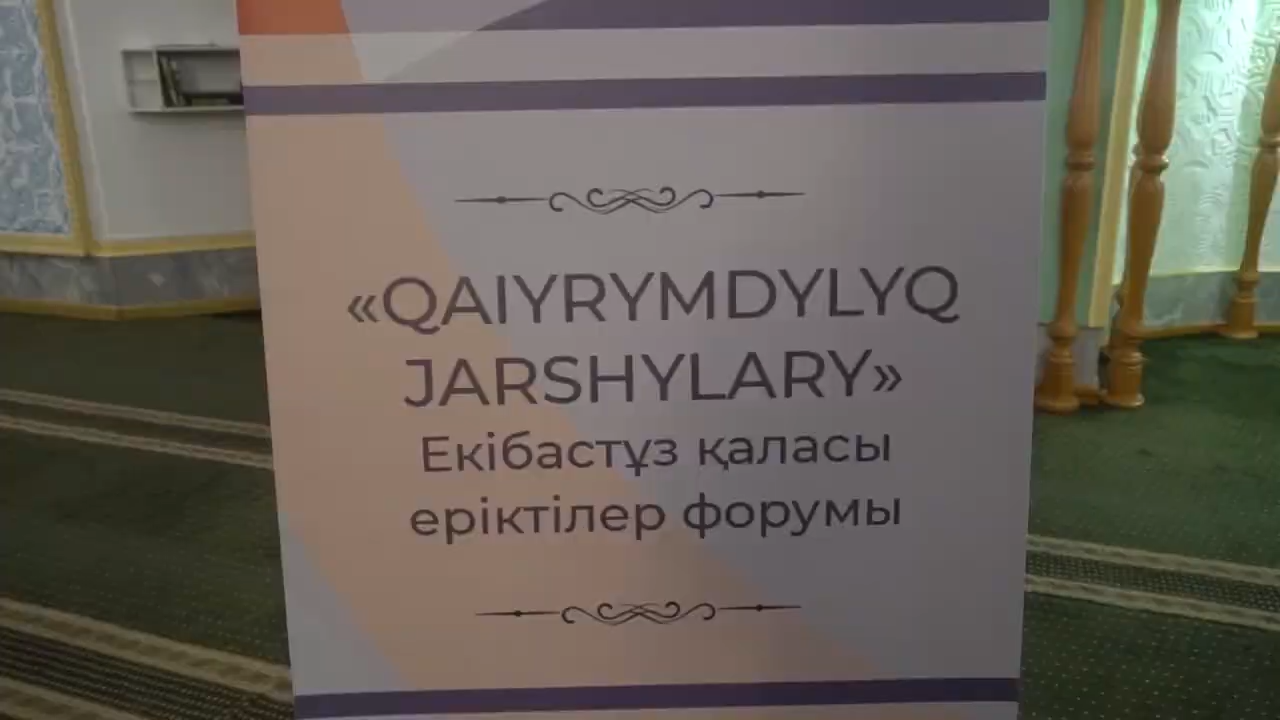 «QAIYRYMDYLYQ
JARSHYLARY»
Екібастұз қаласы
еріктілер форумы